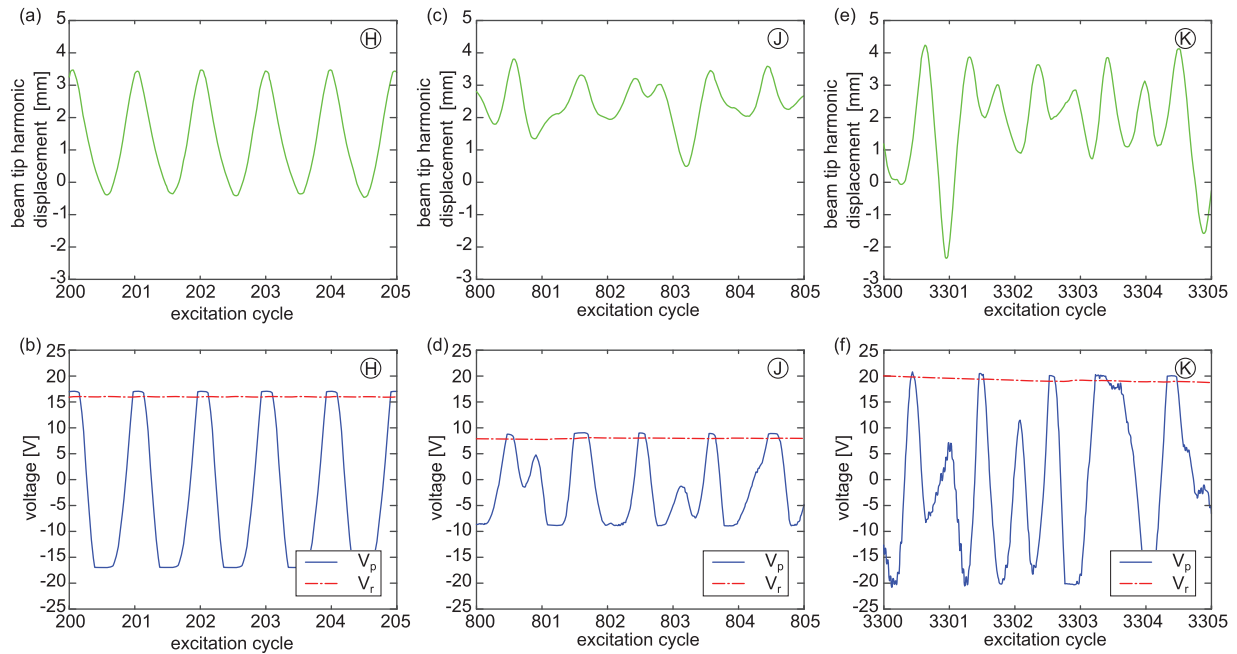 (a)
H
5
4
3
2
1
0
1
-2
-3
beam tip harmonic
displacement [mm]
200 201 202 203 204 205
excitation cycle
(c)
J
5
4
3
2
1
0
1
-2
-3
beam tip harmonic
displacement [mm]
800 801 802 803 804 805
excitation cycle
(e)
K
5
4
3
2
1
0
1
-2
-3
beam tip harmonic
displacement [mm]
3300 3301 3302 3303 3304 3305
excitation cycle
(b)
H
25
20
15
10
5
0
-5
-10
-15
-20
-25
voltage [V]
Vp
Vr
200 201 202 203 204 205
excitation cycle
(d)
J
25
20
15
10
5
0
-5
-10
-15
-20
-25
voltage [V]
Vp
Vr
800 801 802 803 804 805
excitation cycle
(f)
K
25
20
15
10
5
0
-5
-10
-15
-20
-25
voltage [V]
Vp
Vr
3300 3301 3302 3303 3304 3305
excitation cycle